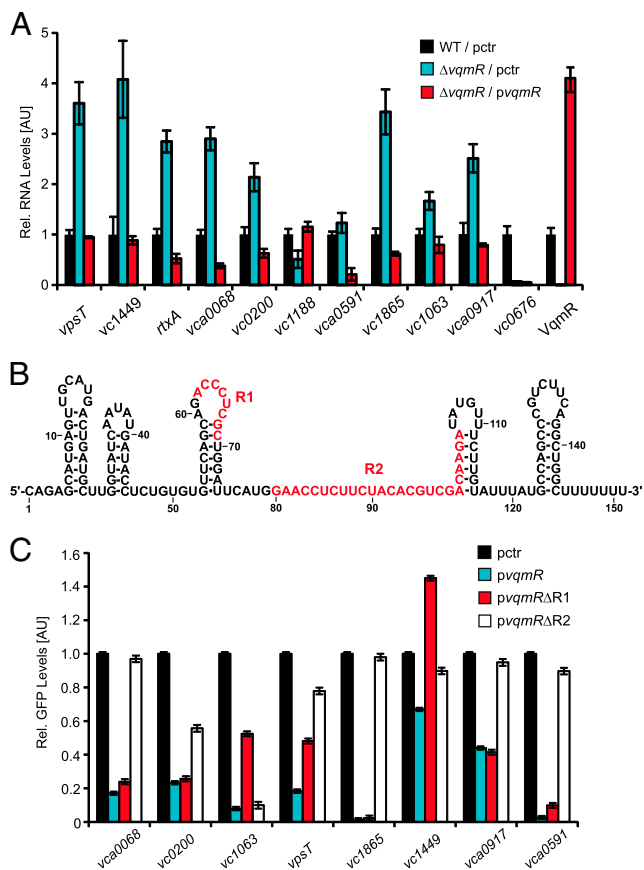 A
Rel. RNA Levels [AU]
5
4
3
2
1
0
WT / pctr
ΔvqmR / pctr
ΔvqmR / pvqmR
vpsT
vc1449
rtxA
vca0068
vc0200
vc1188
vca0591
vc1865
vc1063
vca0917
vc0676
VqmR
B
R1
R2
10
40
60
70
110
140
5'-CAGAG
CUUG
CUCUGUGUG
UUCAUGGAACCUCUUCUACACGUCGA
UAUUUAUG
CUUUUUUU-3'
1
50
80
90
120
150
C
Rel. GFP Levels [AU]
1.6
1.4
1.2
1.0
0.8
0.6
0.4
0.2
0
pctr
pvqmR
pvqmRΔR1
pvqmRΔR2
vca0068
vc0200
vc1063
vpsT
vc1865
vc1449
vca0917
vca0591